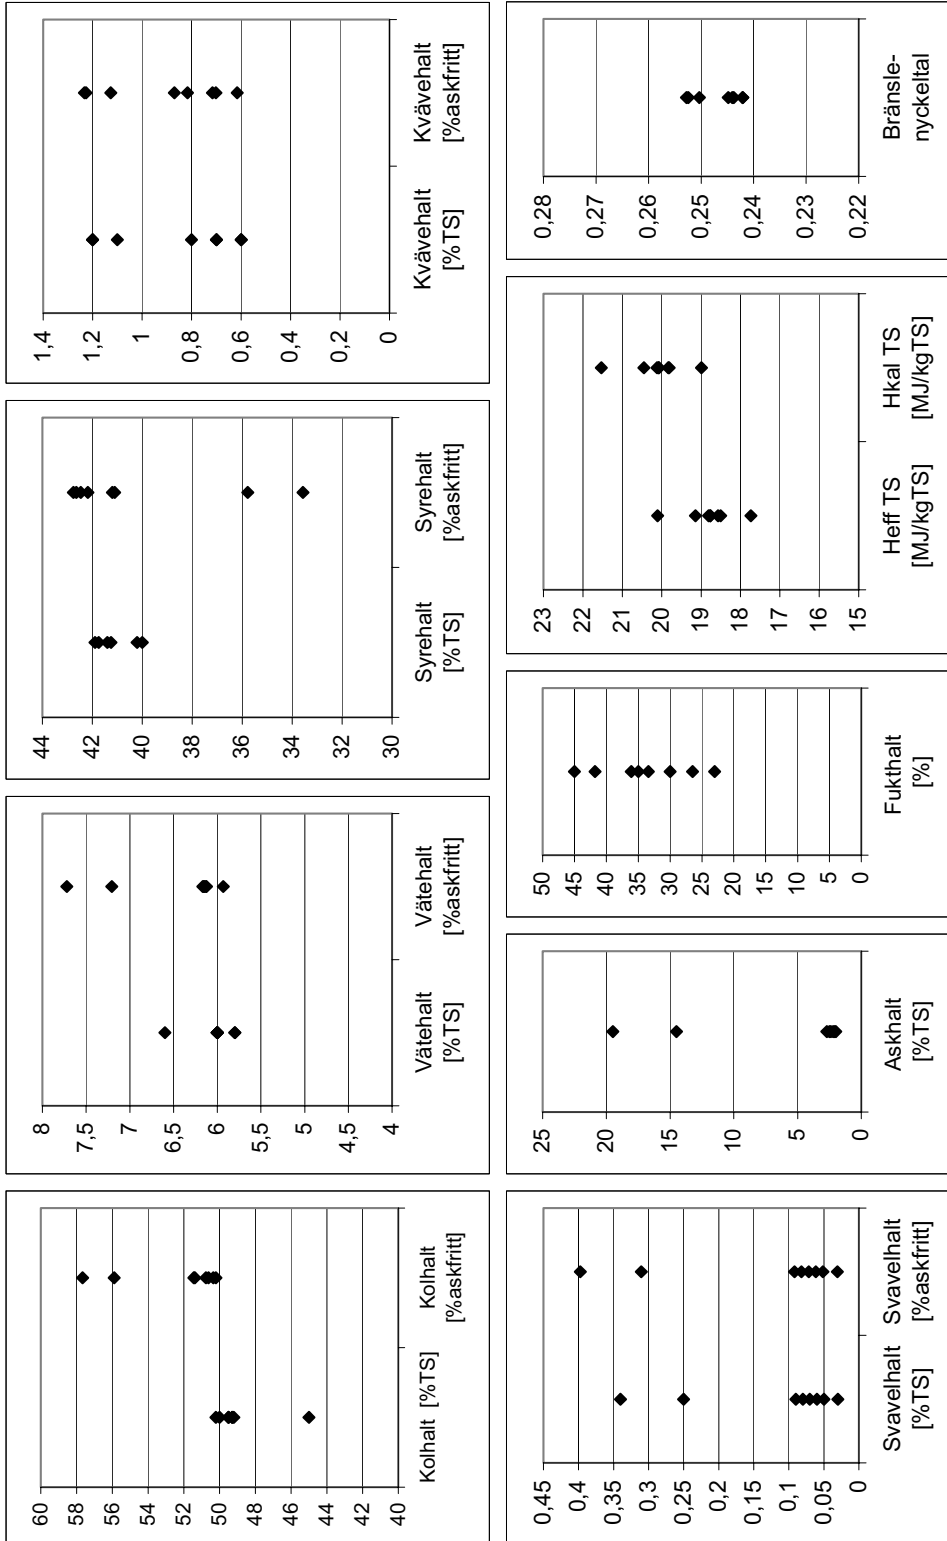 1,4
1,2
1
0,8
0,6
0,4
0,2
0
Kvävehalt
[%TS]
Kvävehalt
[%askfritt]
0,28
0,27
0,26
0,25
0,24
0,23
0,22
Bränsle-
nyckeltal
44
42
40
38
36
34
32
30
Syrehalt
[%TS]
Syrehalt
[%askfritt]
23
22
21
20
19
18
17
16
15
Heff TS
[MJ/kgTS]
Hkal TS
[MJ/kgTS]
8
7,5
7
6,5
6
5,5
5
4,5
4
Vätehalt
[%TS]
Vätehalt
[%askfritt]
50
45
40
35
30
25
20
15
10
5
0
Fukthalt
[%]
25
20
15
10
5
0
Askhalt
[%TS]
60
58
56
54
52
50
48
46
44
42
40
Kolhalt [%TS]
Kolhalt
[%askfritt]
0,45
0,4
0,35
0,3
0,25
0,2
0,15
0,1
0,05
0
Svavelhalt
[%TS]
Svavelhalt
[%askfritt]